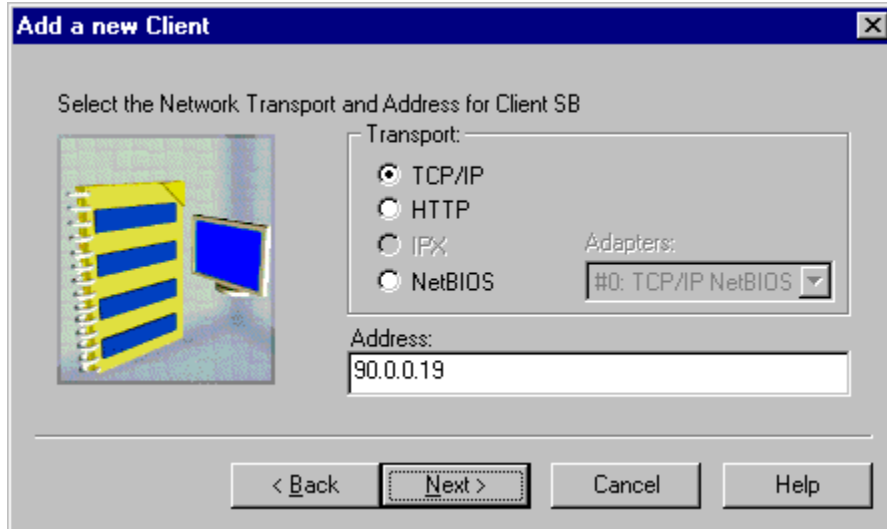 Add a new Client
Select the Network Transport and Address for Client SB
Transport:
TCP/IP
HTTP
IPX
Adapters:
NetBIOS
#0: TCP/IP NetBIOS
Address:
90.0.0.19
< Back
Next >
Cancel
Help